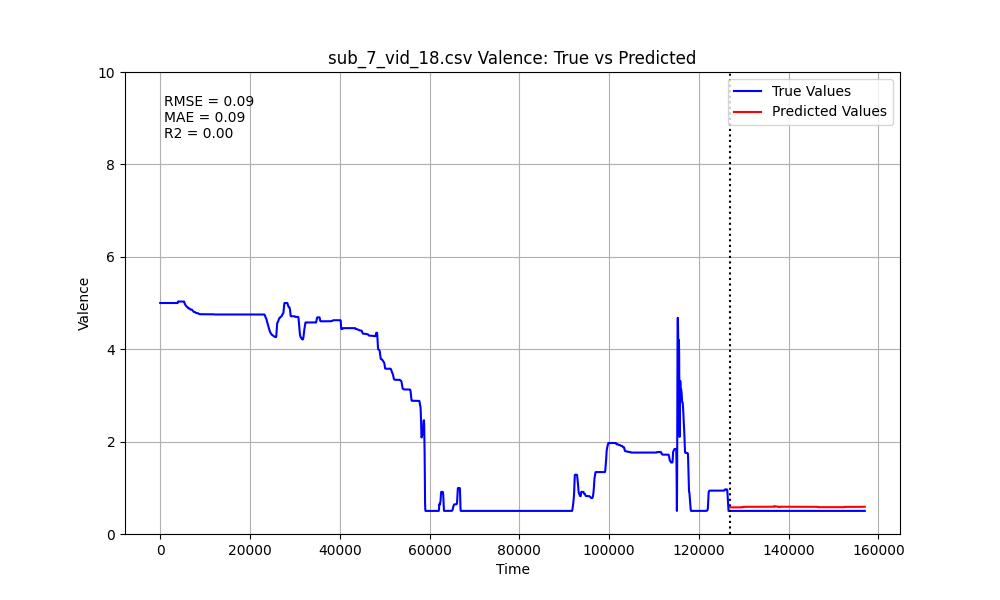 sub_7_vid_18.csv Valence: True vs Predicted
10
8
6
4
2
0
Valence
RMSE = 0.09
MAE = 0.09
R2 = 0.00
True Values
Predicted Values
0
20000
40000
60000
80000
100000
120000
140000
160000
Time